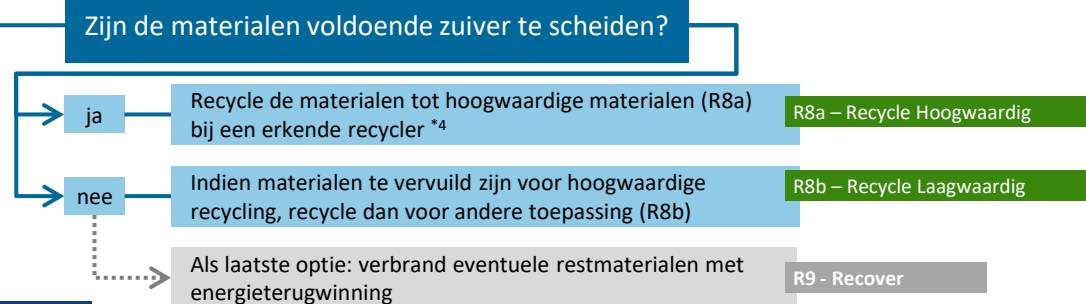 Zijn de materialen voldoende zuiver te scheiden?
ja
Recycle de materialen tot hoogwaardige materialen (R8a)
bij een erkende recycler *4
R8a – Recycle Hoogwaardig
nee
Indien materialen te vervuild zijn voor hoogwaardige
recycling, recycle dan voor andere toepassing (R8b)
R8b – Recycle Laagwaardig
Als laatste optie: verbrand eventuele restmaterialen met
energieterugwinning
R9 - Recover